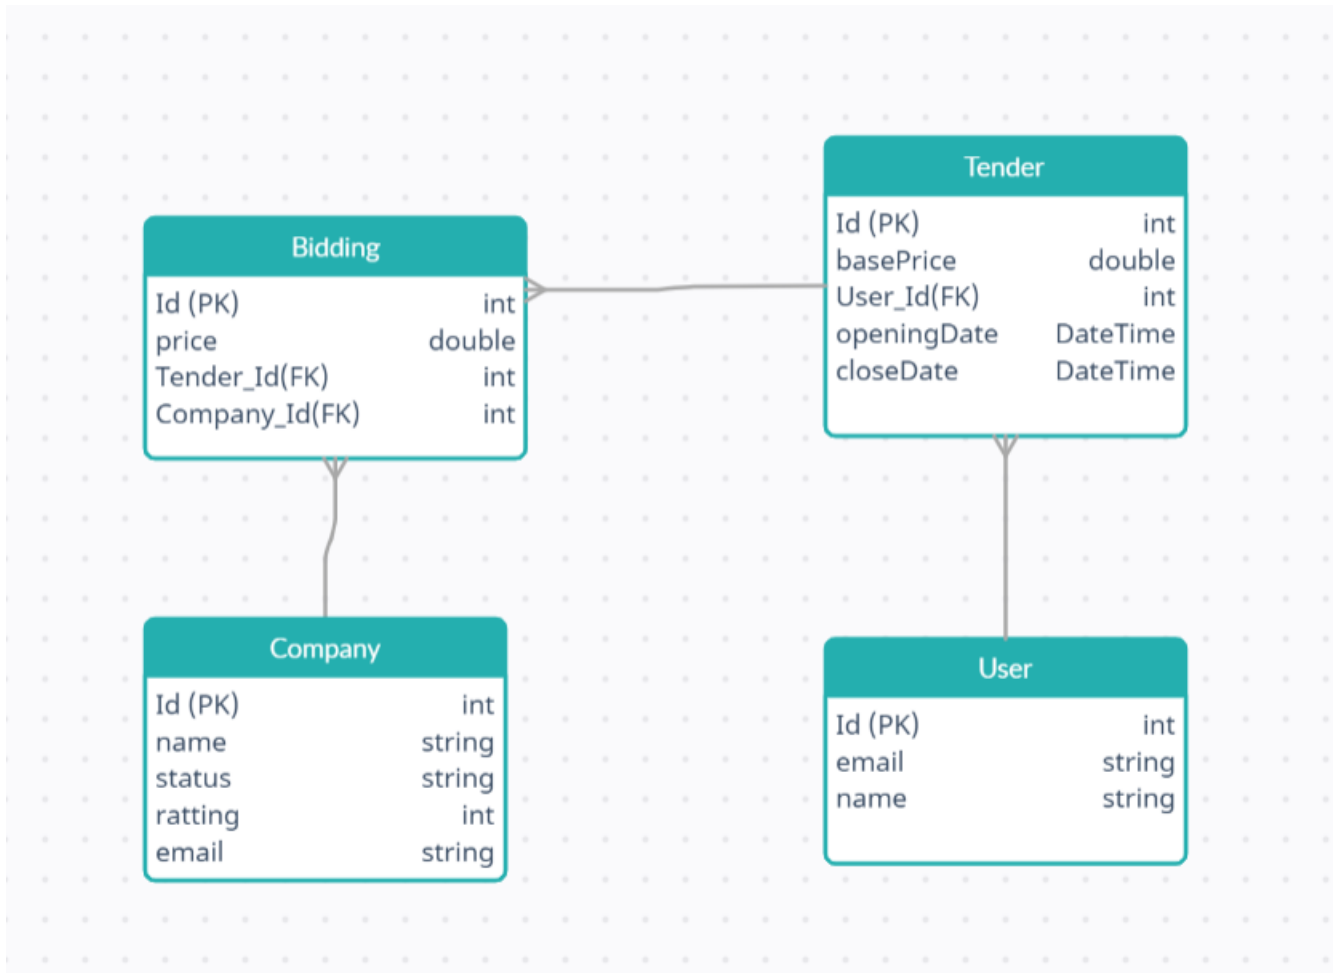 Tender
Id (PK) int
basePrice double
User_Id(FK) int
openingDate DateTime
closeDate DateTime
Bidding
Id (PK) int
price double
Tender_Id(FK) int
Company_Id(FK) int
Company
Id (PK) int
name string
status string
ratting int
email string
User
Id (PK) int
email string
name string